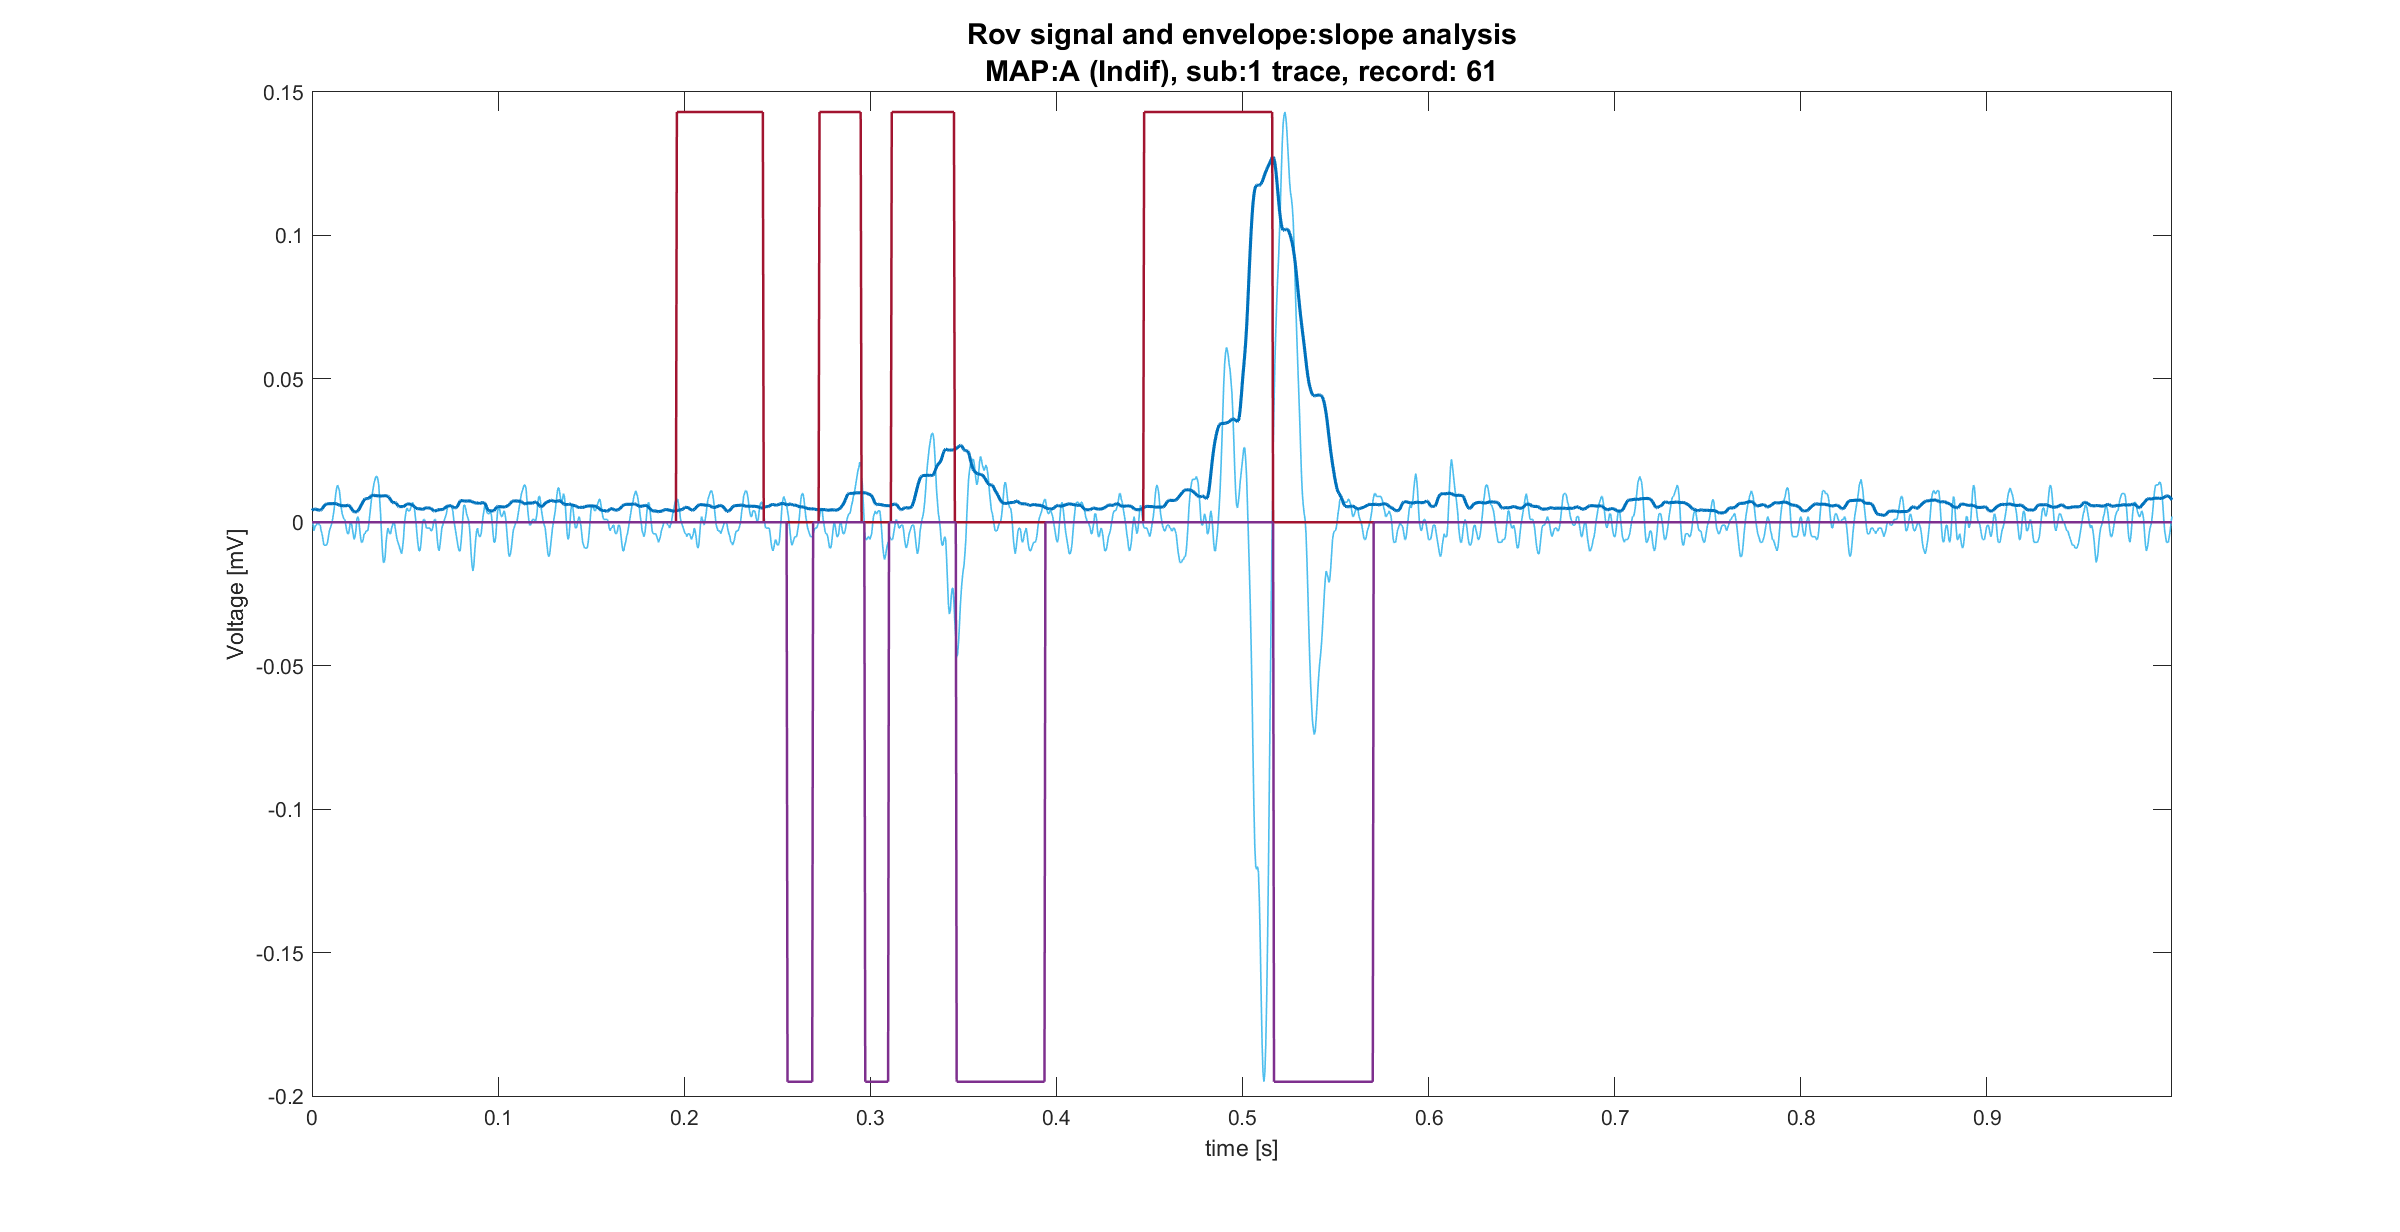 Rov signal and envelope:slope analysis
MAP:A (Indif), sub:1 trace, record: 61
0.15
0.1
0.05
0
-0.05
-0.1
-0.15
-0.2
Voltage [mV]
0 0.1 0.2 0.3 0.4 0.5 0.6 0.7 0.8 0.9
time [s]